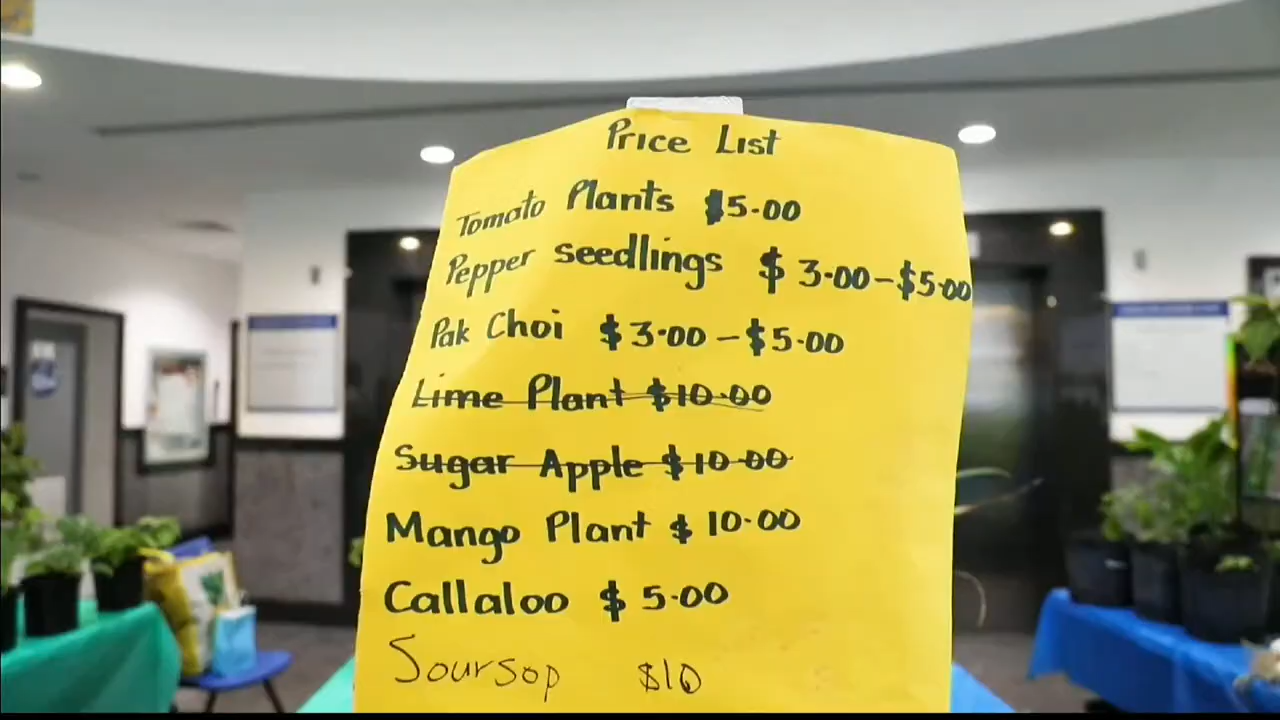 Price List
Tomato Plants $5.00
Pepper seedlings $3.00-$5.00
Pak Choi $3.00-$5.00
Lime Plant $10.00
Sugar Apple $10.00
Mango Plant $10.00
Callaloo $5.00
Soursop $10